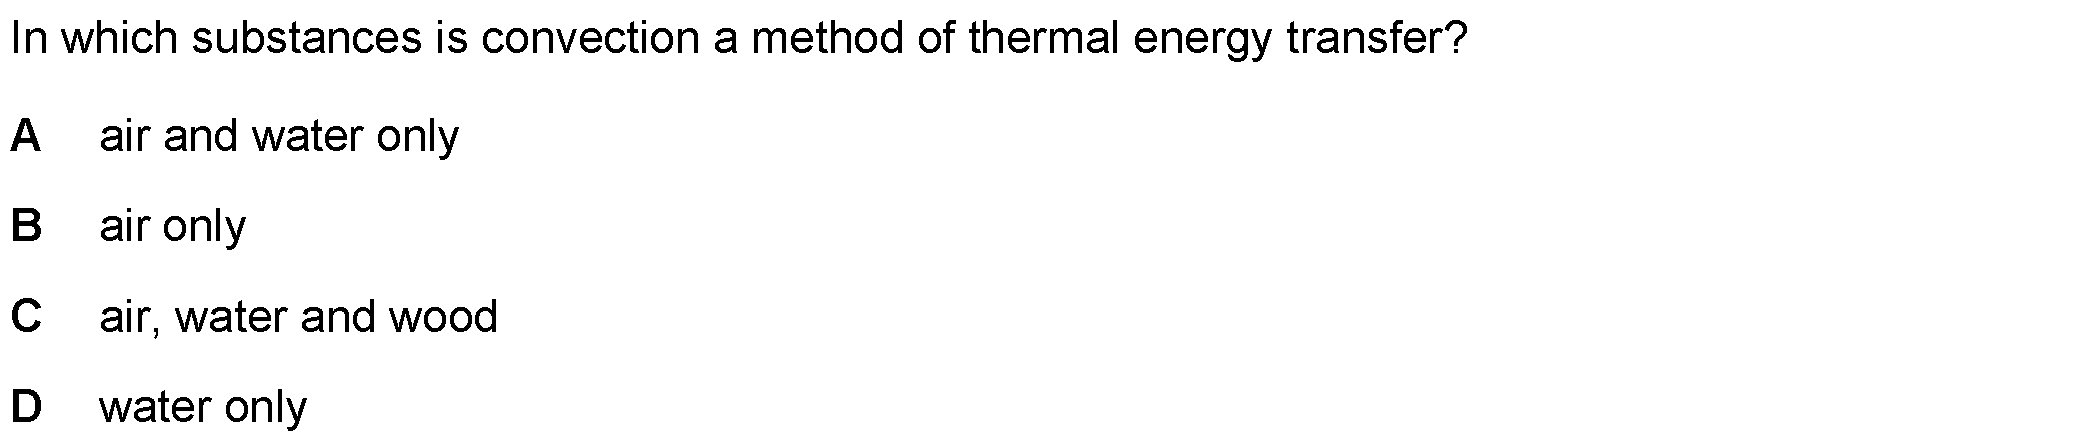 In which substances is convection a method of thermal energy transfer?
A air and water only
B air only
C air, water and wood
D water only